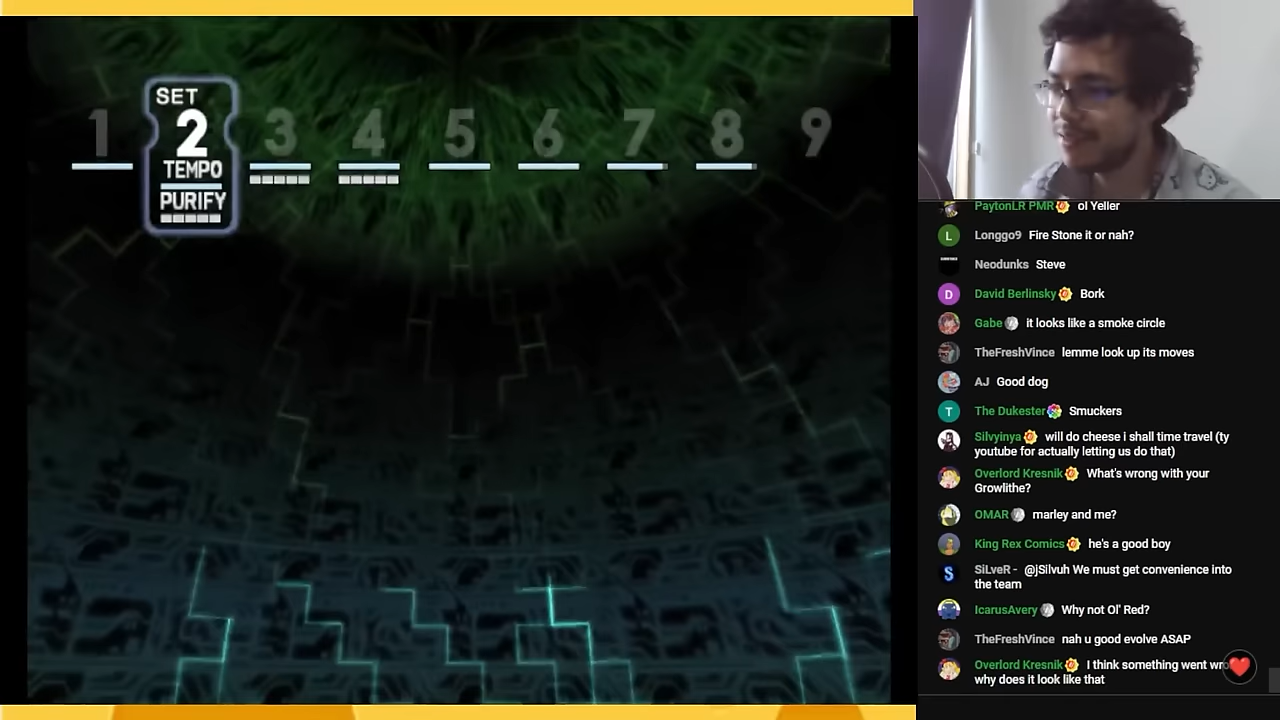 1
SET
2
TEMPO
PURIFY
3
4
5
6
7
8
9
PaytonLR PMR ol Yeller
L Longgo9 Fire Stone it or nah?
Neodunks Steve
D David Berlinsky Bork
Gabe it looks like a smoke circle
TheFreshVince lemme look up its moves
AJ Good dog
T The Dukester Smuckers
Silvyinya will do cheese i shall time travel (ty
youtube for actually letting us do that)
Overlord Kresnik What's wrong with your
Growlithe?
OMAR marley and me?
King Rex Comics he's a good boy
S SiLveR - @jSilvuh We must get convenience into
the team
IcarusAvery Why not Ol' Red?
TheFreshVince nah u good evolve ASAP
Overlord Kresnik I think something went wro
why does it look like that